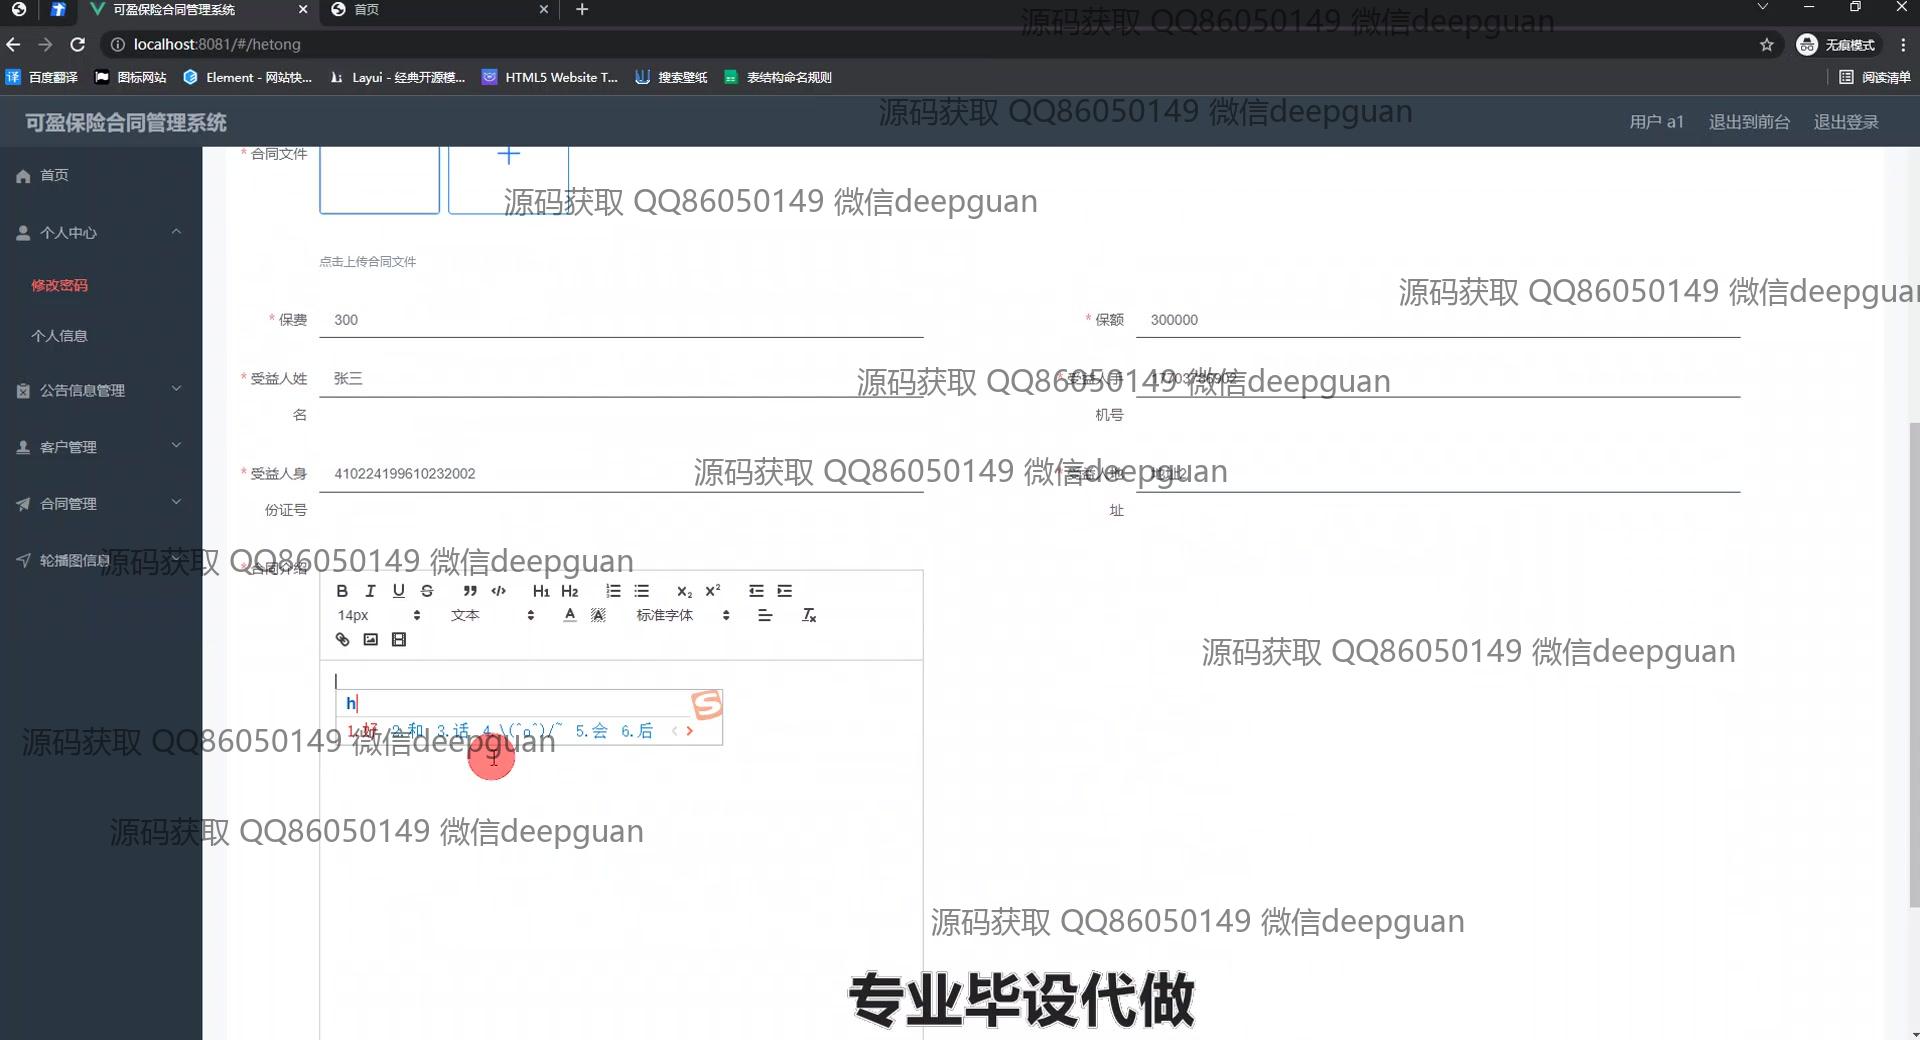 可盈保险合同管理系统
首页
localhost:8081/#/hetong
无痕模式
百度翻译
图标网站
Element - 网站快...
Layui - 经典开源模...
HTML5 Website T...
搜索壁纸
表结构命名规则
阅读清单
源码获取 QQ86050149 微信deepguan
可盈保险合同管理系统
源码获取 QQ86050149 微信deepguan
用户 a1
退出到前台
退出登录
首页
个人中心
修改密码
个人信息
公告信息管理
客户管理
合同管理
轮播图信息
* 合同文件
源码获取 QQ86050149 微信deepguan
点击上传合同文件
源码获取 QQ86050149 微信deepguan
* 保费 300
* 保额 300000
* 受益人姓名 张三
源码获取 QQ86050149 微信deepguan
* 受益人手机号
* 受益人身份证号 410224199610232002
源码获取 QQ86050149 微信deepguan
* 受益人地址 地址2
源码获取 QQ86050149 微信deepguan
* 合同介绍
B I U S H1 H2 X2 X2
14px 文本 A A 标准字体 Tx
源码获取 QQ86050149 微信deepguan
h
S
1.好 2.和 3.话 4.\(^o^)/~ 5.会 6.后
源码获取 QQ86050149 微信deepguan
源码获取 QQ86050149 微信deepguan
源码获取 QQ86050149 微信deepguan
专业毕设代做